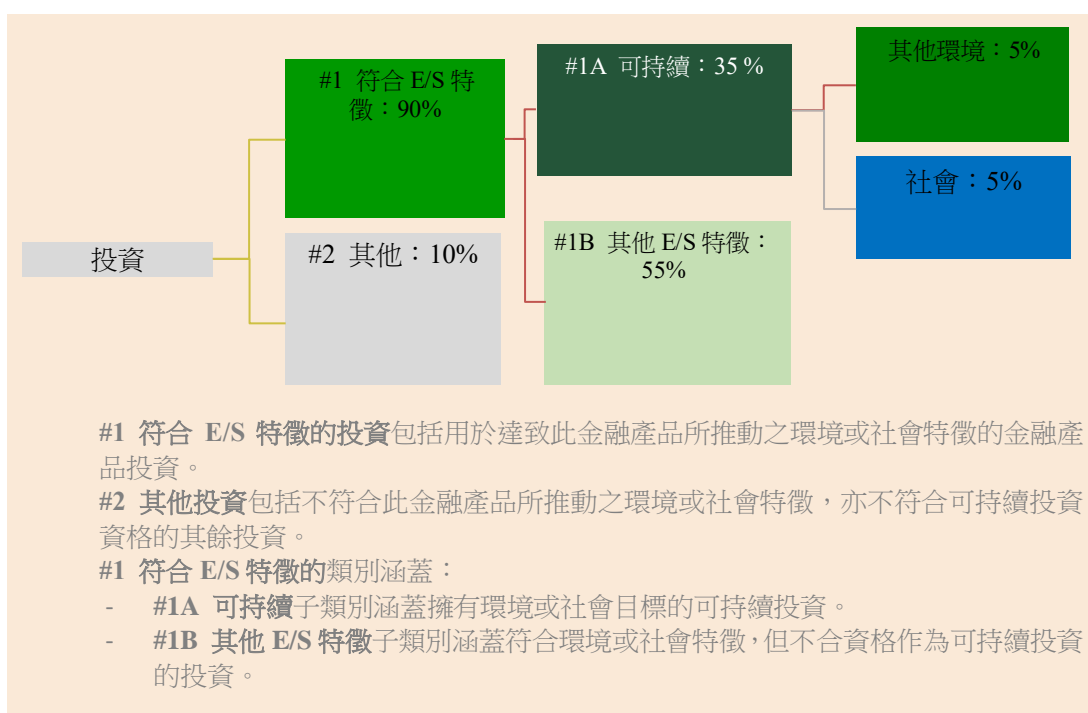 投資
#1 符合 E/S 特
徵：90%
#2 其他：10%
#1A 可持續：35 %
#1B 其他 E/S 特徵：
55%
其他環境：5%
社會：5%
#1 符合 E/S 特徵的投資包括用於達致此金融產品所推動之環境或社會特徵的金融產
品投資。
#2 其他投資包括不符合此金融產品所推動之環境或社會特徵，亦不符合可持續投資
資格的其餘投資。
#1 符合 E/S 特徵的類別涵蓋：
- #1A 可持續子類別涵蓋擁有環境或社會目標的可持續投資。
- #1B 其他 E/S 特徵子類別涵蓋符合環境或社會特徵，但不合資格作為可持續投資
的投資。